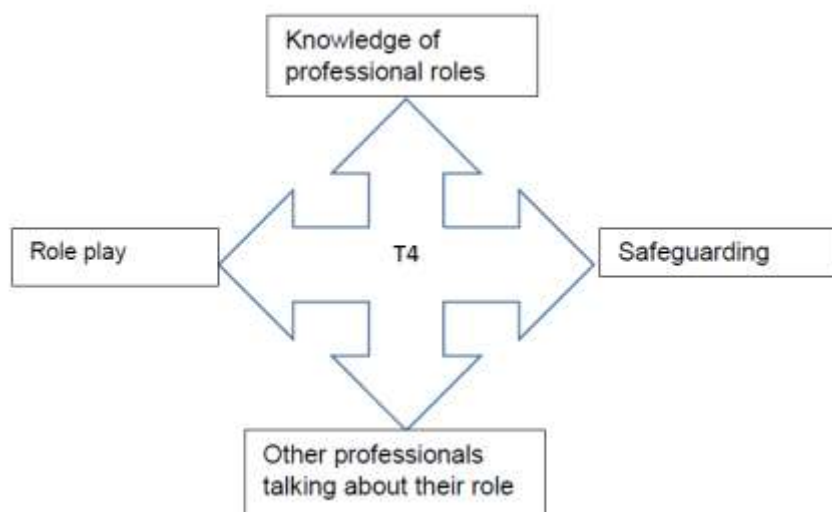 Knowledge of
professional roles
Role play
T4
Safeguarding
Other professionals
talking about their role